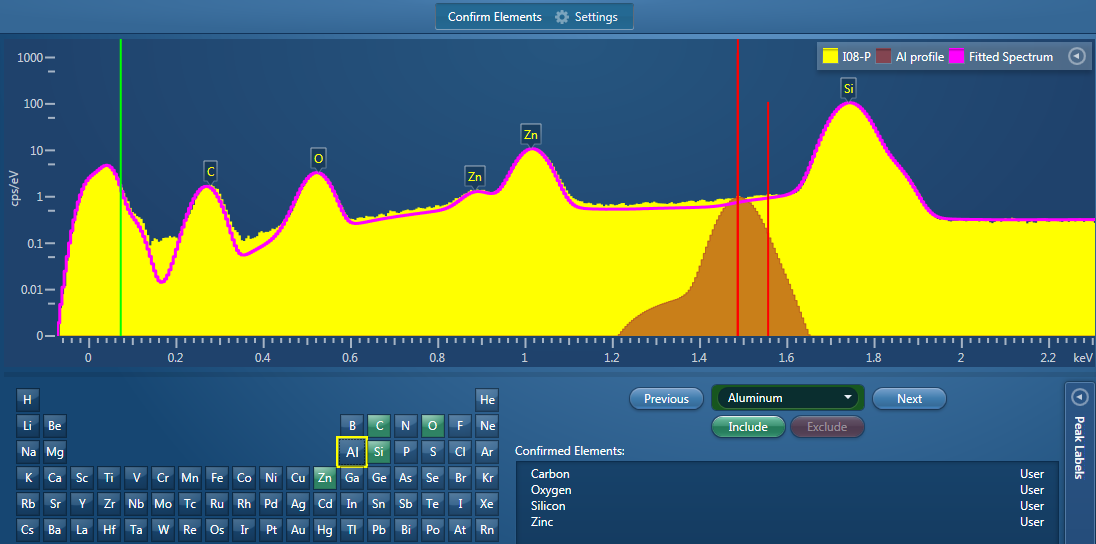 Confirm Elements Settings
I08-P Al profile Fitted Spectrum
cps/eV
1000
100
10
1
0.1
0.01
0
C
O
Zn
Zn
Si
0 0.2 0.4 0.6 0.8 1 1.2 1.4 1.6 1.8 2 2.2 keV
H He
Li Be B C N O F Ne
Na Mg Al Si P S Cl Ar
K Ca Sc Ti V Cr Mn Fe Co Ni Cu Zn Ga Ge As Se Br Kr
Rb Sr Y Zr Nb Mo Tc Ru Rh Pd Ag Cd In Sn Sb Te I Xe
Cs Ba La Hf Ta W Re Os Ir Pt Au Hg Tl Pb Bi Po At Rn
Previous Aluminum Next
Include Exclude
Confirmed Elements:
Carbon User
Oxygen User
Silicon User
Zinc User
Peak Labels